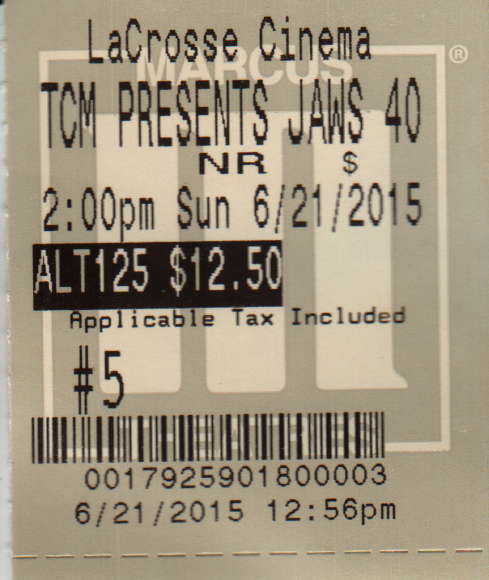 LaCrosse Cinema
MARCUS ®
TCM PRESENTS JAWS 40
NR $
2:00pm Sun 6/21/2015
ALT125 $12.50
Applicable Tax Included
#5
THEATRES
0017925901800003
6/21/2015 12:56pm